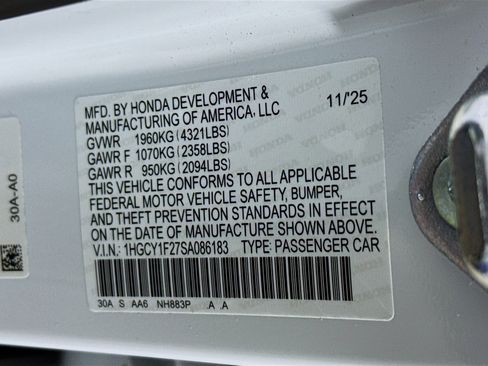 MFD. BY HONDA DEVELOPMENT & 11/'25
MANUFACTURING OF AMERICA, LLC
GVWR 1960KG (4321LBS)
GAWR F 1070KG (2358LBS)
GAWR R 950KG (2094LBS)
THIS VEHICLE CONFORMS TO ALL APPLICABLE
FEDERAL MOTOR VEHICLE SAFETY, BUMPER,
AND THEFT PREVENTION STANDARDS IN EFFECT
ON THE DATE OF MANUFACTURE SHOWN ABOVE.
V.I.N.: 1HGCY1F27SA086183 TYPE: PASSENGER CAR
30A S AA6 NH883P A A
30A-A0
HONDA